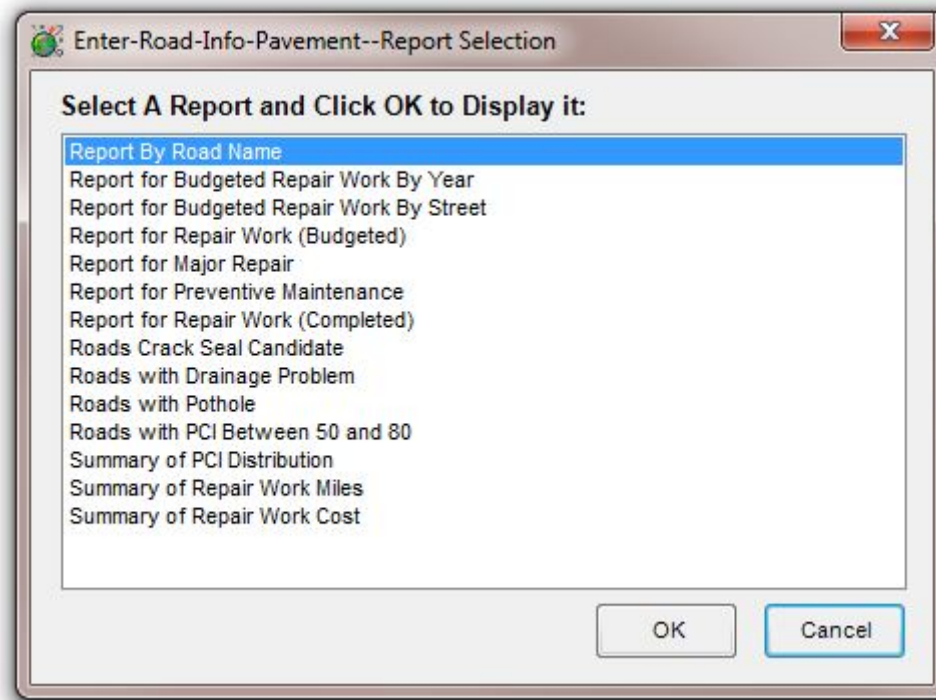 Enter-Road-Info-Pavement--Report Selection
Select A Report and Click OK to Display it:
Report By Road Name
Report for Budgeted Repair Work By Year
Report for Budgeted Repair Work By Street
Report for Repair Work (Budgeted)
Report for Major Repair
Report for Preventive Maintenance
Report for Repair Work (Completed)
Roads Crack Seal Candidate
Roads with Drainage Problem
Roads with Pothole
Roads with PCI Between 50 and 80
Summary of PCI Distribution
Summary of Repair Work Miles
Summary of Repair Work Cost
OK Cancel